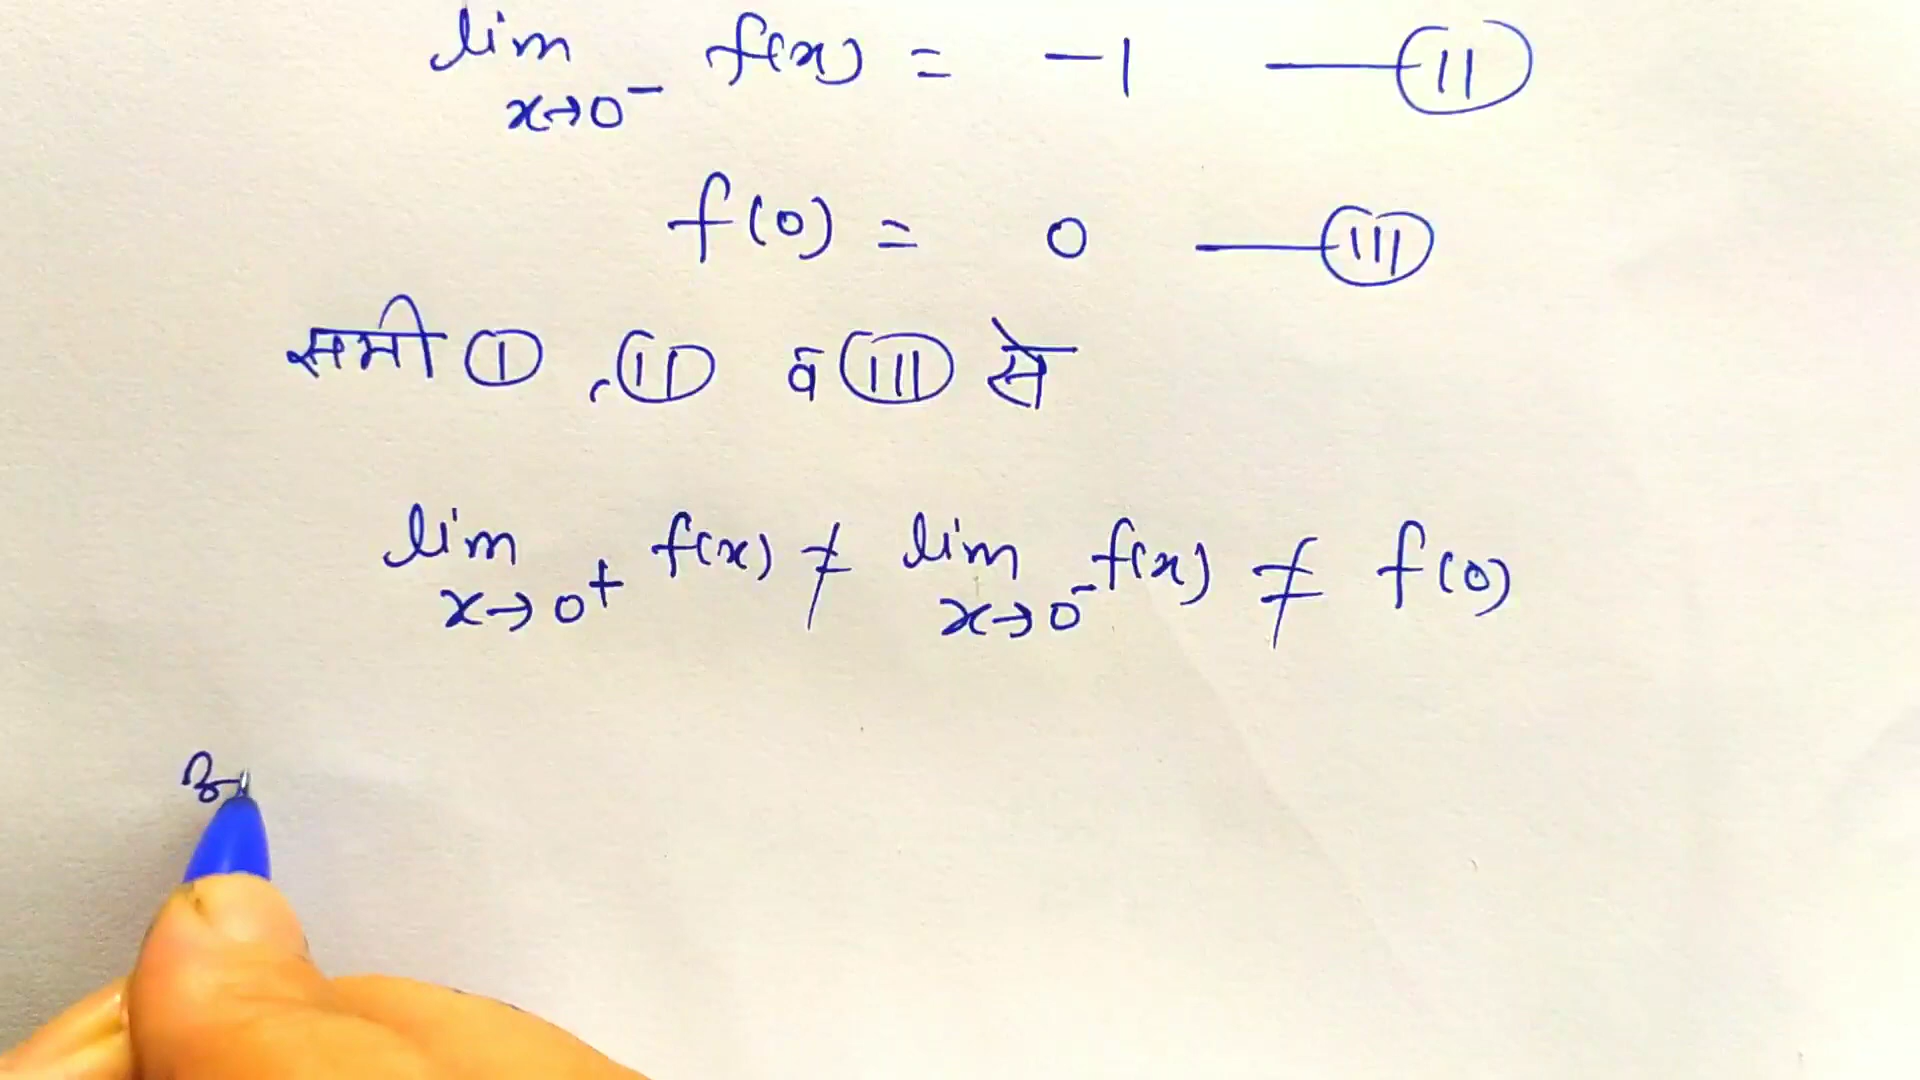 lim f(x) = -1 — (II)
x→0⁻
f(0) = 0 — (III)
समी (I), (II) व (III) से
lim f(x) ≠ lim f(x) ≠ f(0)
x→0⁺ x→0⁻